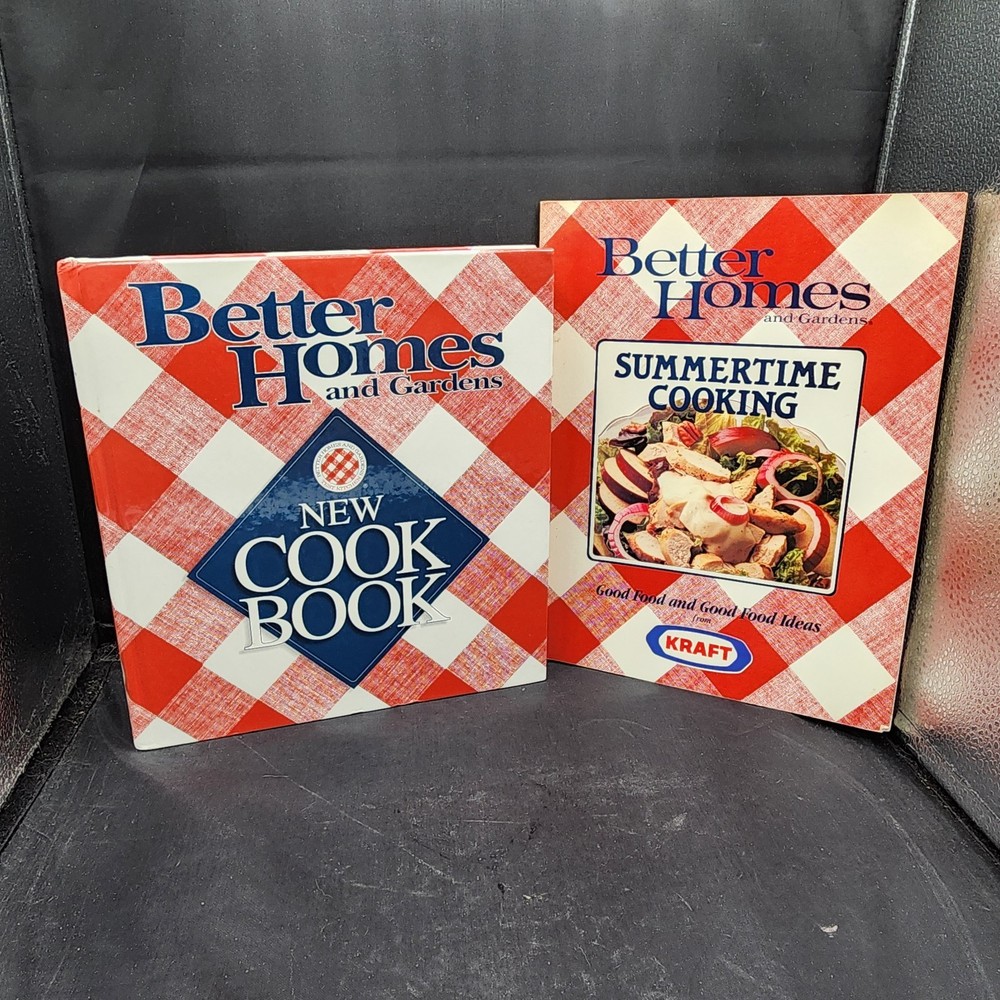 Better
Homes
and Gardens
NEW
COOK
BOOK
Better
Homes
and Gardens®
SUMMERTIME
COOKING
Good Food and Good Food Ideas
from
KRAFT